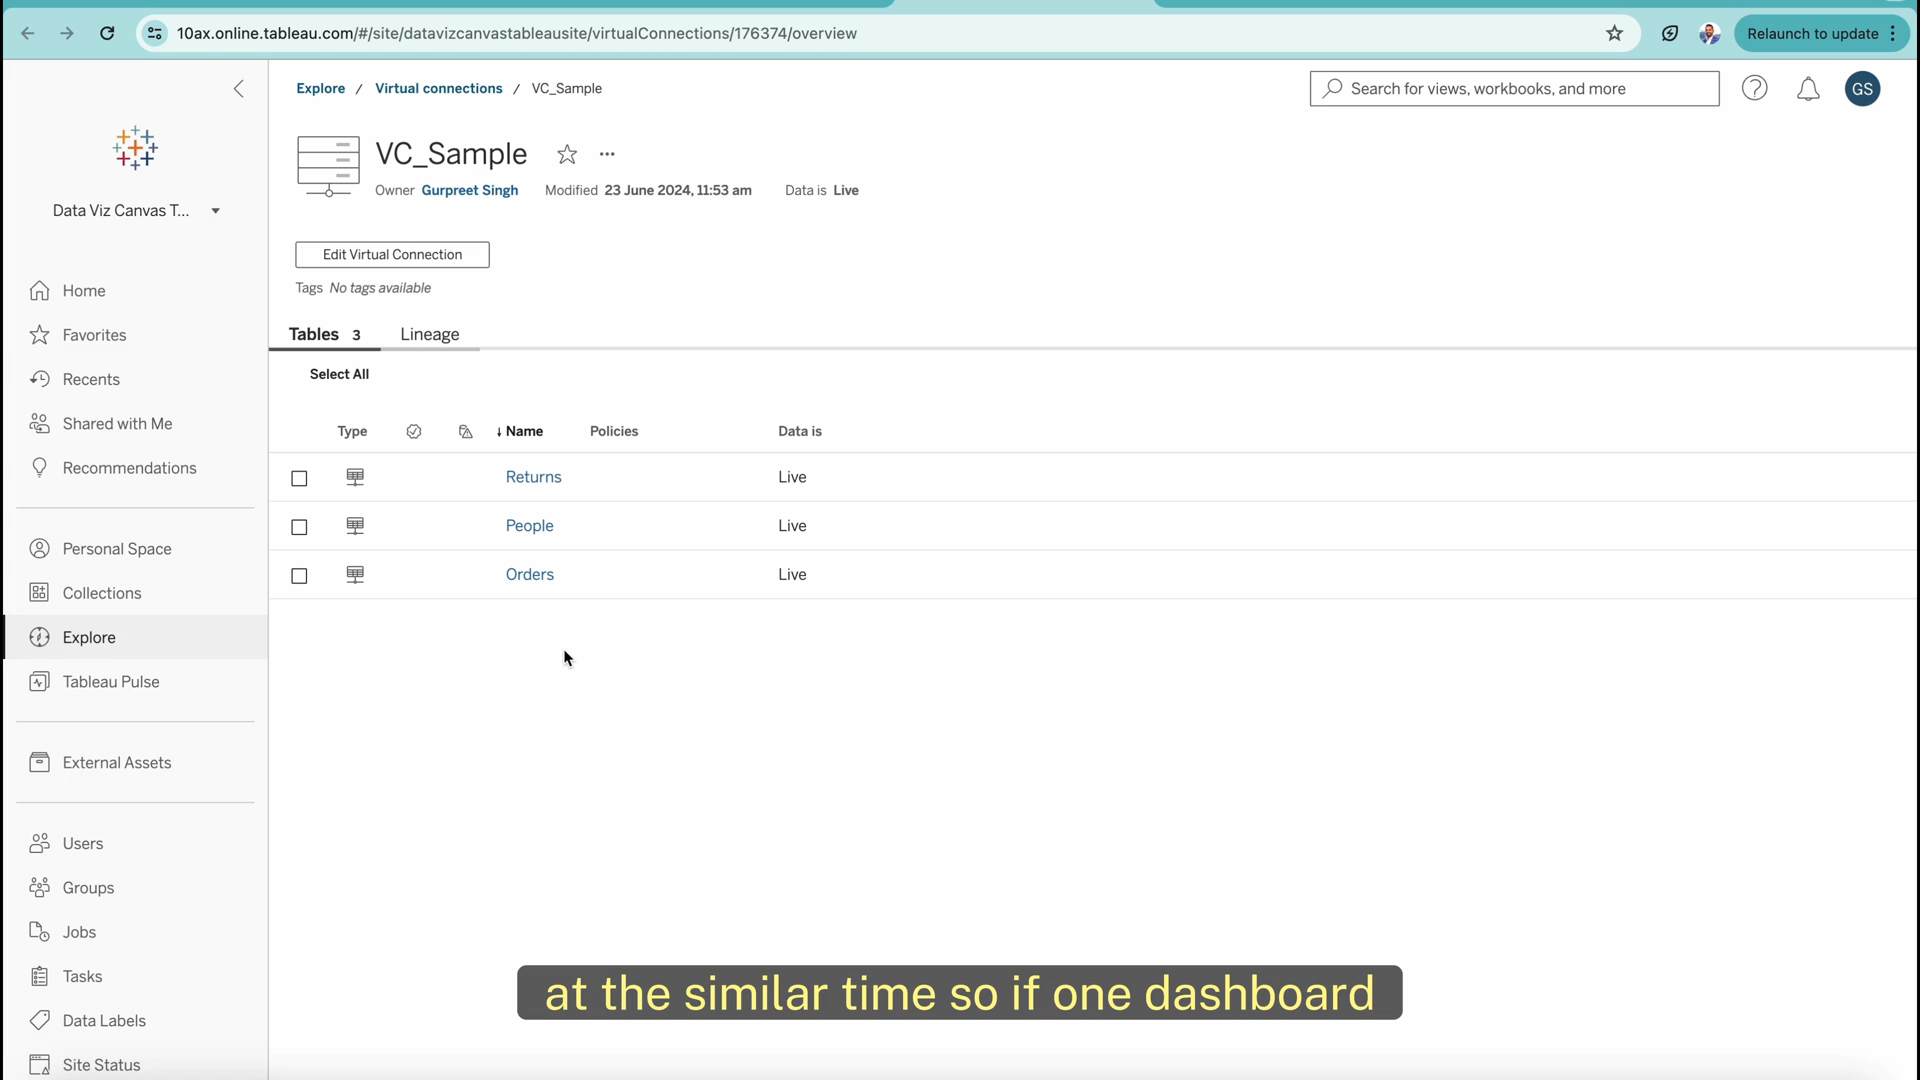 10ax.online.tableau.com/#/site/datavizcanvastableausite/virtualConnections/176374/overview
Relaunch to update
Explore / Virtual connections / VC_Sample
Search for views, workbooks, and more
GS
VC_Sample
Owner Gurpreet Singh Modified 23 June 2024, 11:53 am Data is Live
Data Viz Canvas T...
Edit Virtual Connection
Tags No tags available
Home
Favorites
Recents
Shared with Me
Recommendations
Personal Space
Collections
Explore
Tableau Pulse
External Assets
Users
Groups
Jobs
Tasks
Data Labels
Site Status
Tables 3 Lineage
Select All
Type Name Policies Data is
Returns Live
People Live
Orders Live
at the similar time so if one dashboard